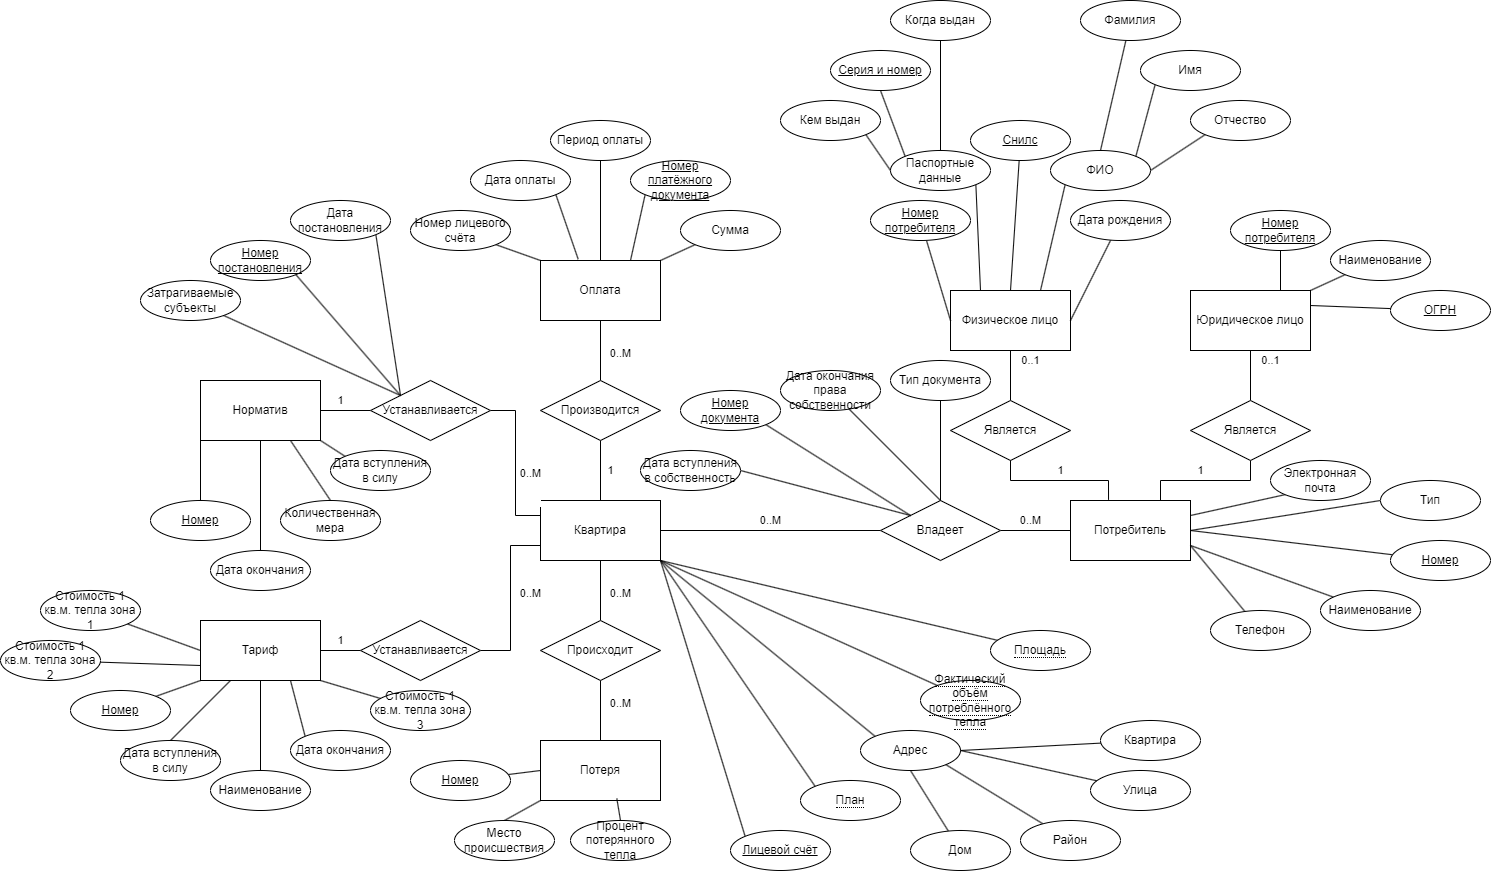 Когда выдан
Фамилия
Серия и номер
Имя
Кем выдан
Отчество
Период оплаты
Снилс
Паспортные
данные
ФИО
Дата оплаты
Номер
платёжного
документа
Дата
постановления
Номер лицевого
счёта
Сумма
Номер
потребителя
Дата рождения
Номер
потребителя
Номер
постановления
Наименование
Затрагиваемые
субъекты
Оплата
Физическое лицо
Юридическое лицо
ОГРН
0..M
0..1
0..1
Дата окончания
права
собственности
Тип документа
Норматив
1
Устанавливается
Производится
Номер
документа
Является
Является
Дата вступления
в силу
0..M
1
Дата вступления
в собственность
1
1
Электронная
почта
Тип
Номер
Количественная
мера
Квартира
0..M
Владеет
0..M
Потребитель
Дата окончания
Номер
0..M
0..M
Стоимость 1
кв.м. тепла зона
1
Наименование
Телефон
Стоимость 1
кв.м. тепла зона
2
Тариф
1
Устанавливается
Происходит
Площадь
Номер
Стоимость 1
кв.м. тепла зона
3
0..M
Фактический
объём
потреблённого
тепла
Дата вступления
в силу
Дата окончания
Адрес
Квартира
Наименование
Номер
Потеря
План
Улица
Место
происшествия
Процент
потерянного
тепла
Лицевой счёт
Дом
Район